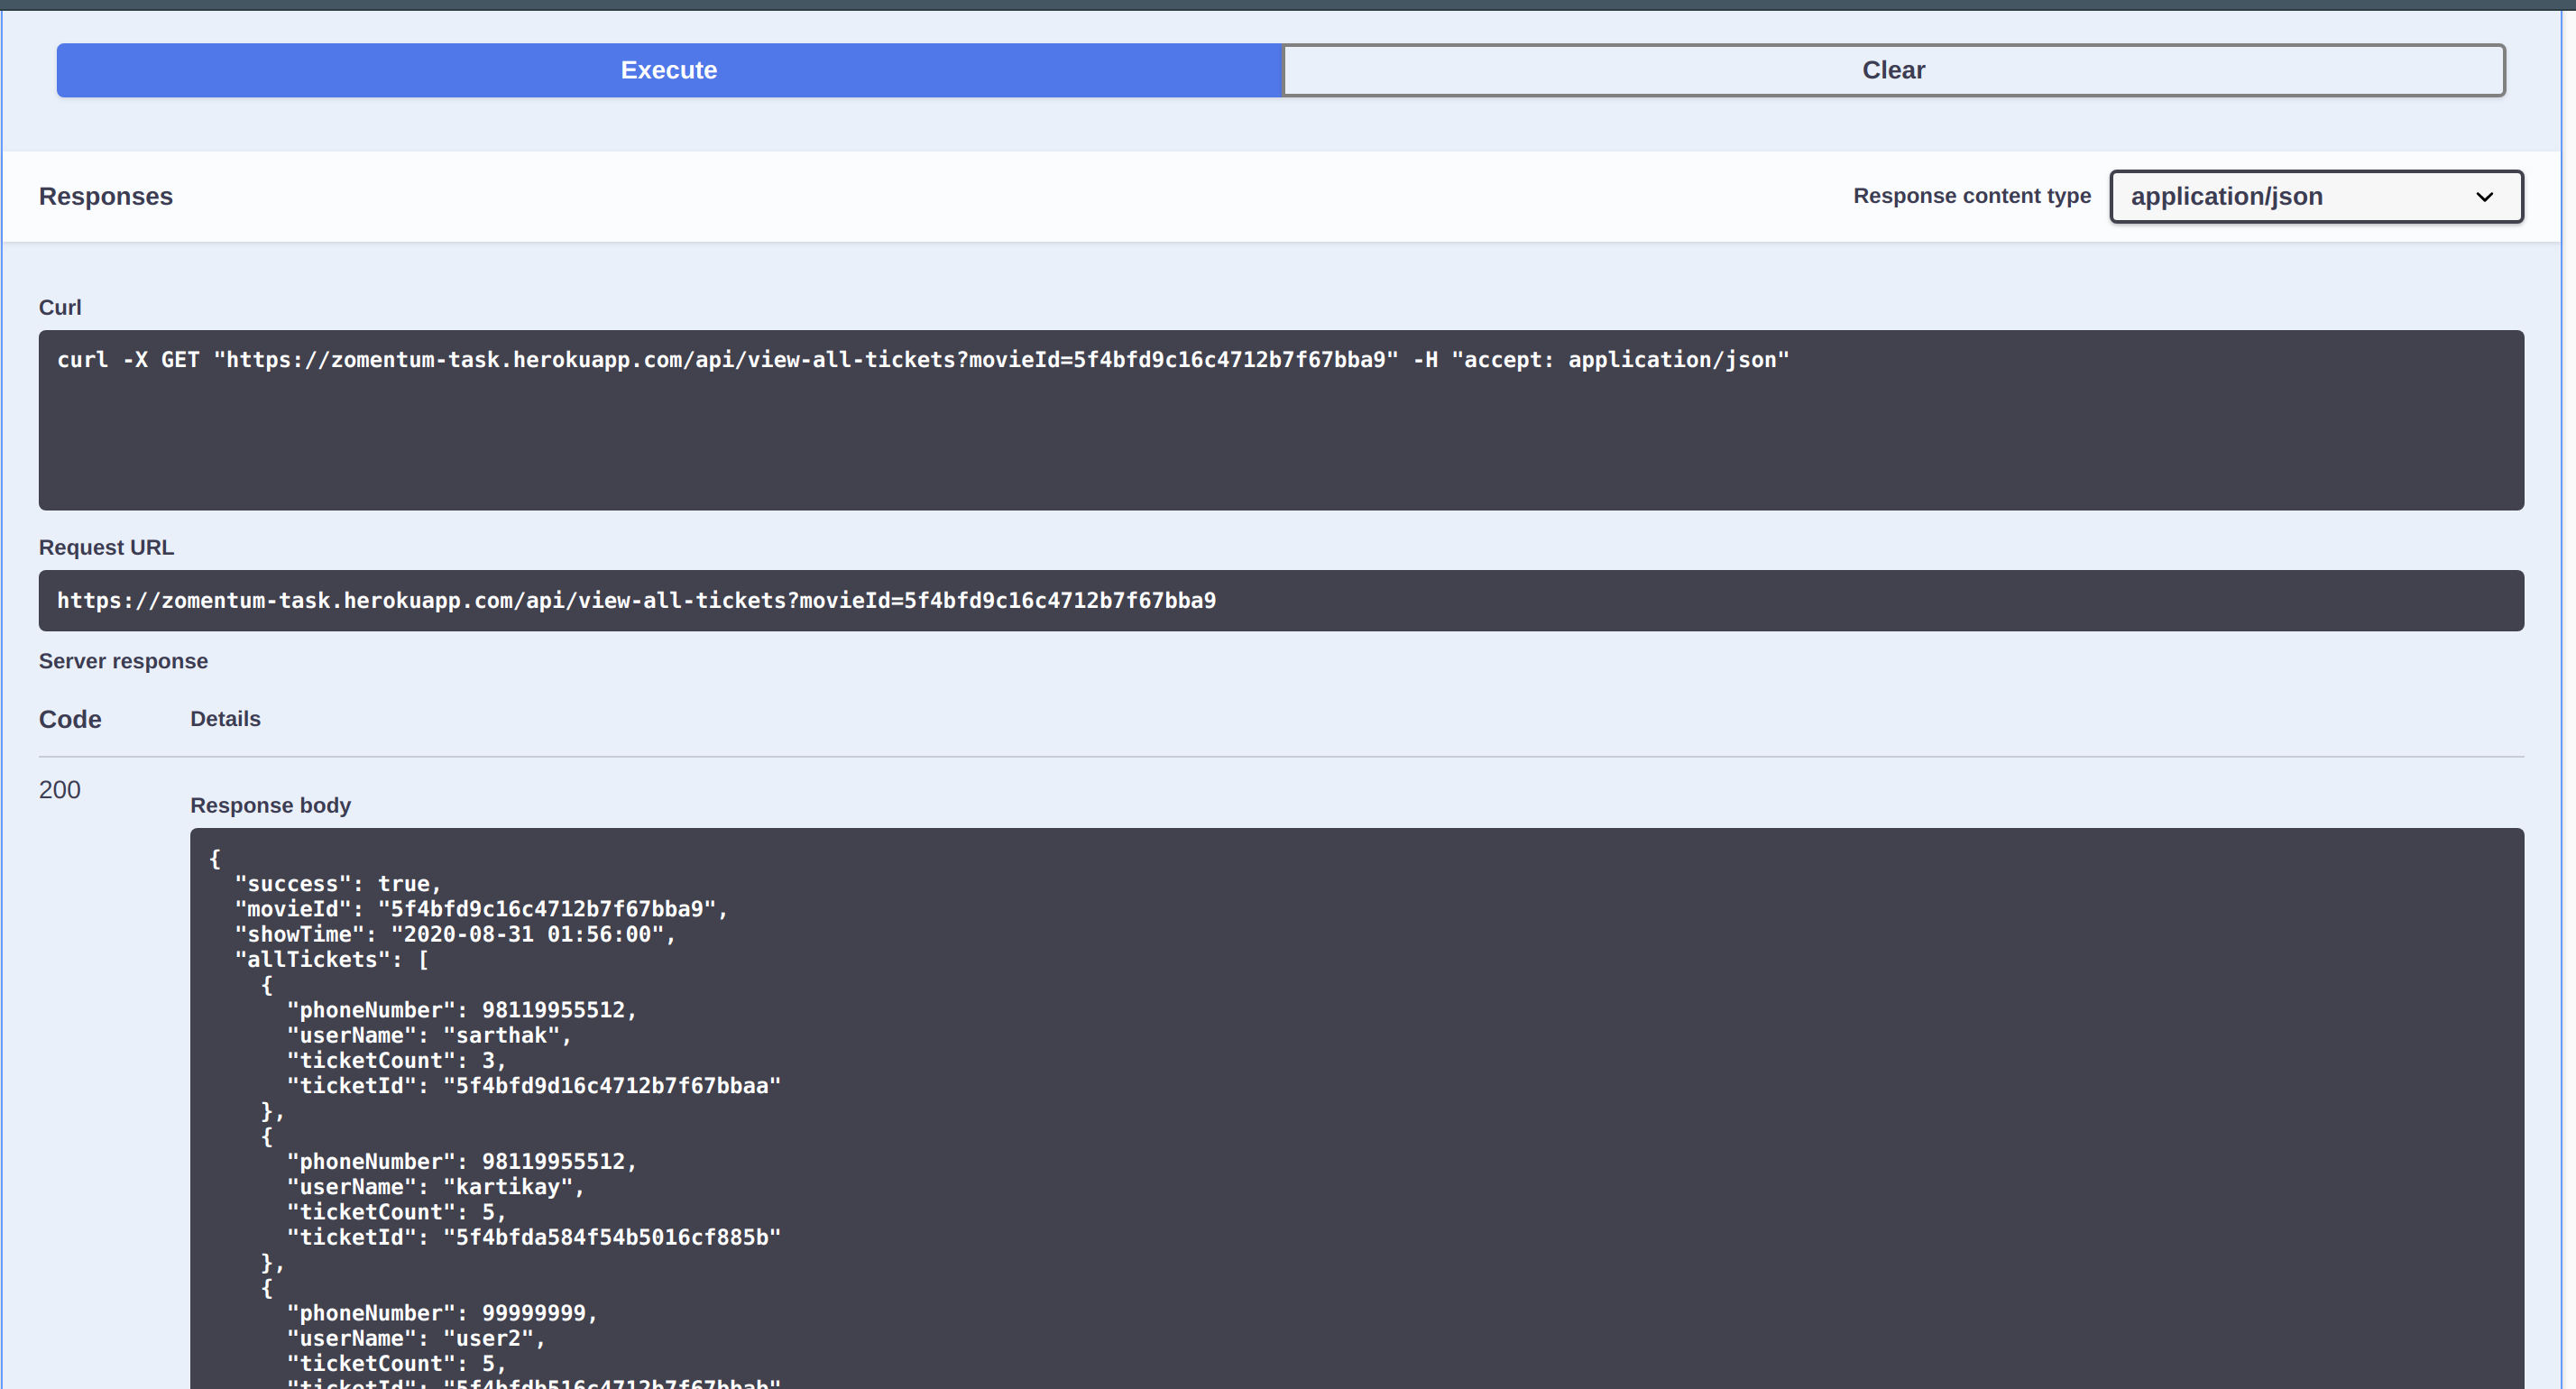 Execute
Clear
Responses
Response content type
application/json
Curl
curl -X GET "https://zomentum-task.herokuapp.com/api/view-all-tickets?movieId=5f4bfd9c16c4712b7f67bba9" -H "accept: application/json"
Request URL
https://zomentum-task.herokuapp.com/api/view-all-tickets?movieId=5f4bfd9c16c4712b7f67bba9
Server response
Code
Details
200
Response body
{
  "success": true,
  "movieId": "5f4bfd9c16c4712b7f67bba9",
  "showTime": "2020-08-31 01:56:00",
  "allTickets": [
    {
      "phoneNumber": 98119955512,
      "userName": "sarthak",
      "ticketCount": 3,
      "ticketId": "5f4bfd9d16c4712b7f67bbaa"
    },
    {
      "phoneNumber": 98119955512,
      "userName": "kartikay",
      "ticketCount": 5,
      "ticketId": "5f4bfda584f54b5016cf885b"
    },
    {
      "phoneNumber": 99999999,
      "userName": "user2",
      "ticketCount": 5,
      "ticketId":